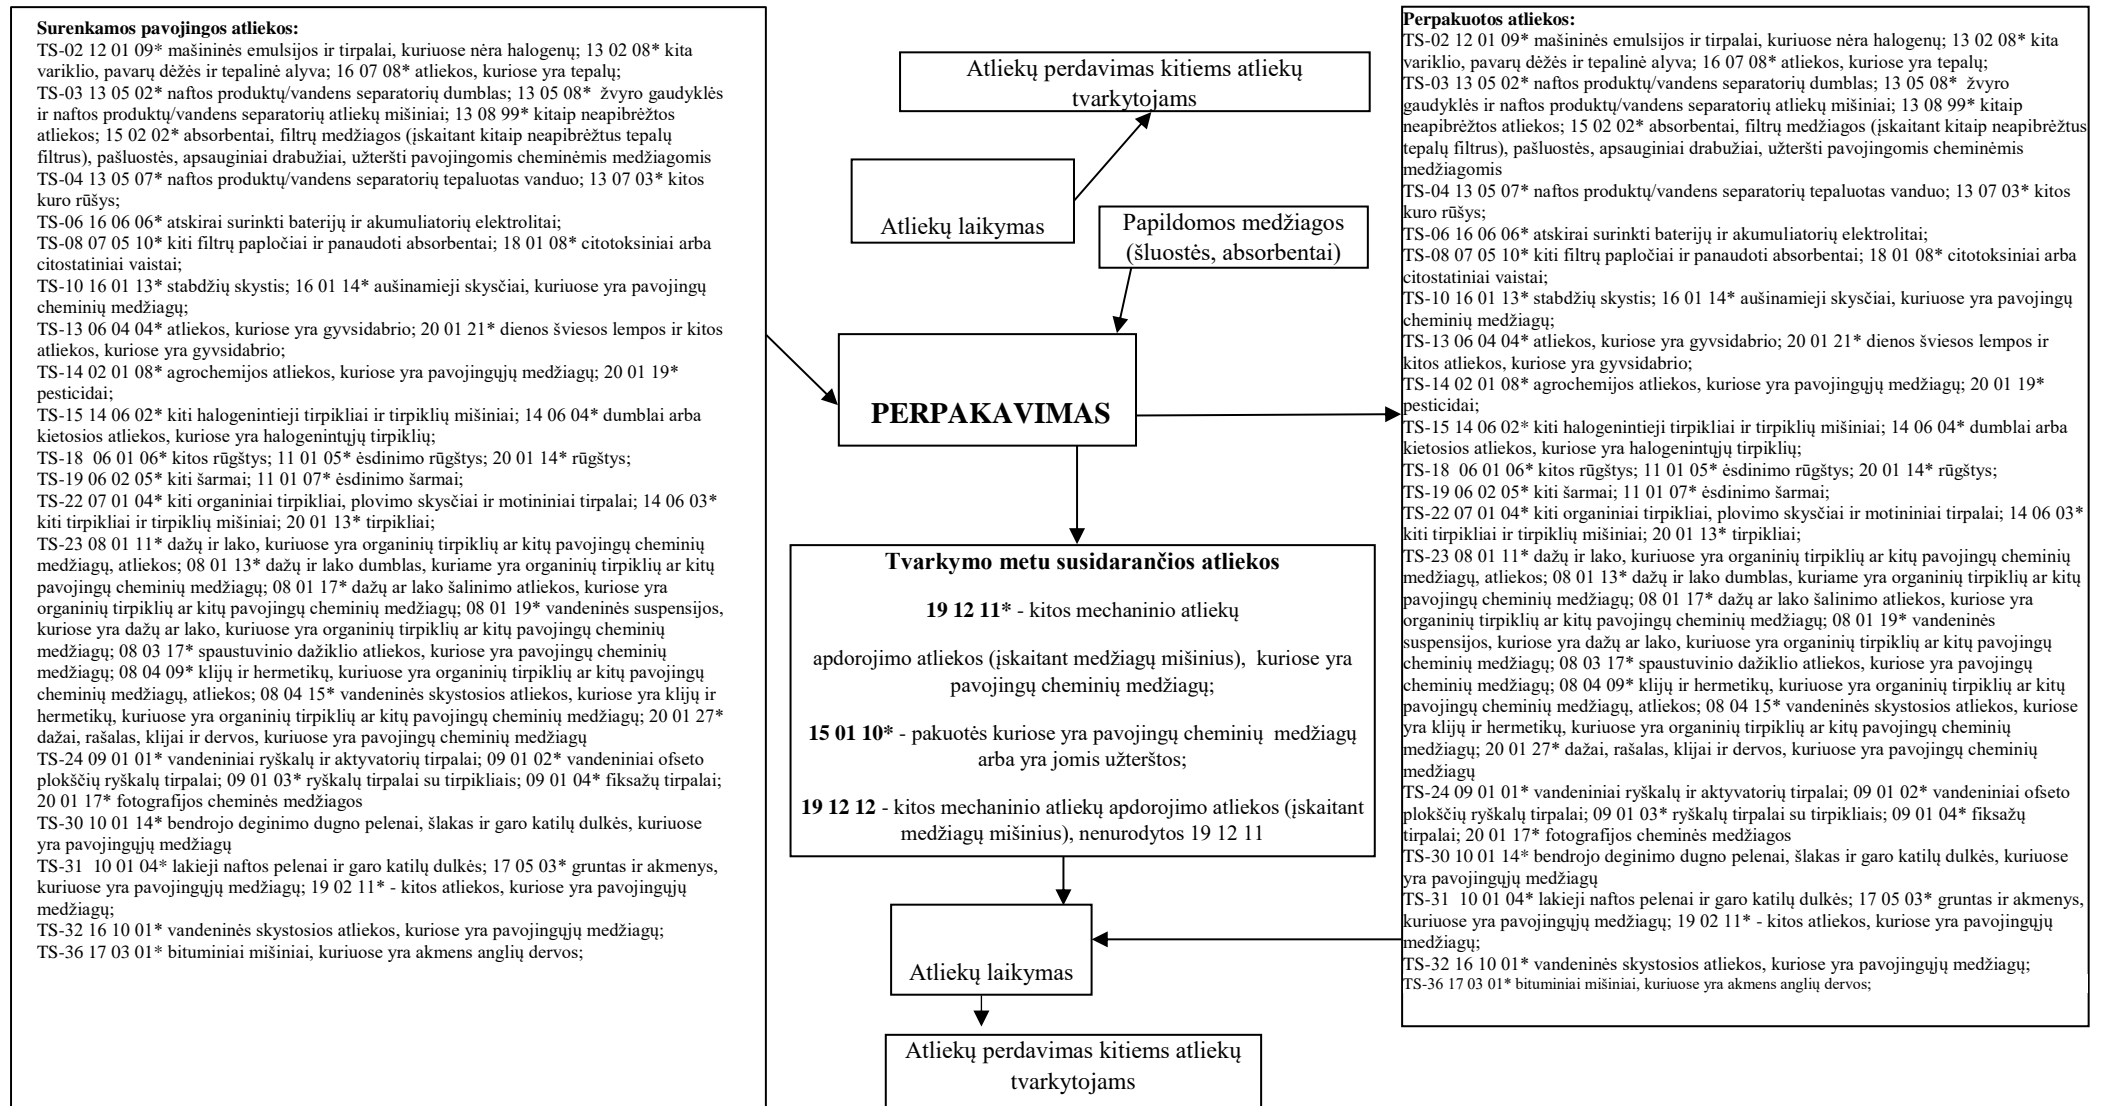 Surenkamos pavojingos atliekos:
TS-02 12 01 09* mašininės emulsijos ir tirpalai, kuriuose nėra halogenų; 13 02 08* kita
variklio, pavarų dėžės ir tepalinė alyva; 16 07 08* atliekos, kuriose yra tepalų;
TS-03 13 05 02* naftos produktų/vandens separatorių dumblas; 13 05 08* žvyro gaudyklės
ir naftos produktų/vandens separatorių atliekų mišiniai; 13 08 99* kitaip neapibrėžtos
atliekos; 15 02 02* absorbentai, filtrų medžiagos (įskaitant kitaip neapibrėžtus tepalų
filtrus), pašluostės, apsauginiai drabužiai, užteršti pavojingomis cheminėmis medžiagomis
TS-04 13 05 07* naftos produktų/vandens separatorių tepaluotas vanduo; 13 07 03* kitos
kuro rūšys;
TS-06 16 06 06* atskirai surinkti baterijų ir akumuliatorių elektrolitai;
TS-08 07 05 10* kiti filtrų papločiai ir panaudoti absorbentai; 18 01 08* citotoksiniai arba
citostatiniai vaistai;
TS-10 16 01 13* stabdžių skystis; 16 01 14* aušinamieji skysčiai, kuriuose yra pavojingų
cheminių medžiagų;
TS-13 06 04 04* atliekos, kuriose yra gyvsidabrio; 20 01 21* dienos šviesos lempos ir kitos
atliekos, kuriose yra gyvsidabrio;
TS-14 02 01 08* agrochemijos atliekos, kuriose yra pavojingųjų medžiagų; 20 01 19*
pesticidai;
TS-15 14 06 02* kiti halogenintieji tirpikliai ir tirpiklių mišiniai; 14 06 04* dumblai arba
kietosios atliekos, kuriose yra halogenintųjų tirpiklių;
TS-18 06 01 06* kitos rūgštys; 11 01 05* ėsdinimo rūgštys; 20 01 14* rūgštys;
TS-19 06 02 05* kiti šarmai; 11 01 07* ėsdinimo šarmai;
TS-22 07 01 04* kiti organiniai tirpikliai, plovimo skysčiai ir motininiai tirpalai; 14 06 03*
kiti tirpikliai ir tirpiklių mišiniai; 20 01 13* tirpikliai;
TS-23 08 01 11* dažų ir lako, kuriuose yra organinių tirpiklių ar kitų pavojingų cheminių
medžiagų, atliekos; 08 01 13* dažų ir lako dumblas, kuriame yra organinių tirpiklių ar kitų
pavojingų cheminių medžiagų; 08 01 17* dažų ar lako šalinimo atliekos, kuriose yra
organinių tirpiklių ar kitų pavojingų cheminių medžiagų; 08 01 19* vandeninės suspensijos,
kuriose yra dažų ar lako, kuriuose yra organinių tirpiklių ar kitų pavojingų cheminių
medžiagų; 08 03 17* spaustuvinio dažiklio atliekos, kuriose yra pavojingų cheminių
medžiagų; 08 04 09* klijų ir hermetikų, kuriuose yra organinių tirpiklių ar kitų pavojingų
cheminių medžiagų, atliekos; 08 04 15* vandeninės skystosios atliekos, kuriose yra klijų ir
hermetikų, kuriuose yra organinių tirpiklių ar kitų pavojingų cheminių medžiagų; 20 01 27*
dažai, rašalas, klijai ir dervos, kuriuose yra pavojingų cheminių medžiagų
TS-24 09 01 01* vandeniniai ryškalų ir aktyvatorių tirpalai; 09 01 02* vandeniniai ofseto
plokščių ryškalų tirpalai; 09 01 03* ryškalų tirpalai su tirpikliais; 09 01 04* fiksažų tirpalai;
20 01 17* fotografijos cheminės medžiagos
TS-30 10 01 14* bendrojo deginimo dugno pelenai, šlakas ir garo katilų dulkės, kuriuose
yra pavojingųjų medžiagų
TS-31 10 01 04* lakieji naftos pelenai ir garo katilų dulkės; 17 05 03* gruntas ir akmenys,
kuriuose yra pavojingųjų medžiagų; 19 02 11* - kitos atliekos, kuriose yra pavojingųjų
medžiagų;
TS-32 16 10 01* vandeninės skystosios atliekos, kuriose yra pavojingųjų medžiagų;
TS-36 17 03 01* bituminiai mišiniai, kuriuose yra akmens anglių dervos;
Atliekų perdavimas kitiems atliekų
tvarkytojams
Atliekų laikymas
Papildomos medžiagos
(šluostės, absorbentai)
PERPAKAVIMAS
Tvarkymo metu susidarančios atliekos
19 12 11* - kitos mechaninio atliekų
apdorojimo atliekos (įskaitant medžiagų mišinius), kuriose yra
pavojingų cheminių medžiagų;
15 01 10* - pakuotės kuriose yra pavojingų cheminių medžiagų
arba yra jomis užterštos;
19 12 12 - kitos mechaninio atliekų apdorojimo atliekos (įskaitant
medžiagų mišinius), nenurodytos 19 12 11
Atliekų laikymas
Atliekų perdavimas kitiems atliekų
tvarkytojams
Perpakuotos atliekos:
TS-02 12 01 09* mašininės emulsijos ir tirpalai, kuriuose nėra halogenų; 13 02 08* kita
variklio, pavarų dėžės ir tepalinė alyva; 16 07 08* atliekos, kuriose yra tepalų;
TS-03 13 05 02* naftos produktų/vandens separatorių dumblas; 13 05 08* žvyro
gaudyklės ir naftos produktų/vandens separatorių atliekų mišiniai; 13 08 99* kitaip
neapibrėžtos atliekos; 15 02 02* absorbentai, filtrų medžiagos (įskaitant kitaip neapibrėžtus
tepalų filtrus), pašluostės, apsauginiai drabužiai, užteršti pavojingomis cheminėmis
medžiagomis
TS-04 13 05 07* naftos produktų/vandens separatorių tepaluotas vanduo; 13 07 03* kitos
kuro rūšys;
TS-06 16 06 06* atskirai surinkti baterijų ir akumuliatorių elektrolitai;
TS-08 07 05 10* kiti filtrų papločiai ir panaudoti absorbentai; 18 01 08* citotoksiniai arba
citostatiniai vaistai;
TS-10 16 01 13* stabdžių skystis; 16 01 14* aušinamieji skysčiai, kuriuose yra pavojingų
cheminių medžiagų;
TS-13 06 04 04* atliekos, kuriose yra gyvsidabrio; 20 01 21* dienos šviesos lempos ir
kitos atliekos, kuriose yra gyvsidabrio;
TS-14 02 01 08* agrochemijos atliekos, kuriose yra pavojingųjų medžiagų; 20 01 19*
pesticidai;
TS-15 14 06 02* kiti halogenintieji tirpikliai ir tirpiklių mišiniai; 14 06 04* dumblai arba
kietosios atliekos, kuriose yra halogenintųjų tirpiklių;
TS-18 06 01 06* kitos rūgštys; 11 01 05* ėsdinimo rūgštys; 20 01 14* rūgštys;
TS-19 06 02 05* kiti šarmai; 11 01 07* ėsdinimo šarmai;
TS-22 07 01 04* kiti organiniai tirpikliai, plovimo skysčiai ir motininiai tirpalai; 14 06 03*
kiti tirpikliai ir tirpiklių mišiniai; 20 01 13* tirpikliai;
TS-23 08 01 11* dažų ir lako, kuriuose yra organinių tirpiklių ar kitų pavojingų cheminių
medžiagų, atliekos; 08 01 13* dažų ir lako dumblas, kuriame yra organinių tirpiklių ar kitų
pavojingų cheminių medžiagų; 08 01 17* dažų ar lako šalinimo atliekos, kuriose yra
organinių tirpiklių ar kitų pavojingų cheminių medžiagų; 08 01 19* vandeninės
suspensijos, kuriose yra dažų ar lako, kuriuose yra organinių tirpiklių ar kitų pavojingų
cheminių medžiagų; 08 03 17* spaustuvinio dažiklio atliekos, kuriose yra pavojingų
cheminių medžiagų; 08 04 09* klijų ir hermetikų, kuriuose yra organinių tirpiklių ar kitų
pavojingų cheminių medžiagų, atliekos; 08 04 15* vandeninės skystosios atliekos, kuriose
yra klijų ir hermetikų, kuriuose yra organinių tirpiklių ar kitų pavojingų cheminių
medžiagų; 20 01 27* dažai, rašalas, klijai ir dervos, kuriuose yra pavojingų cheminių
medžiagų
TS-24 09 01 01* vandeniniai ryškalų ir aktyvatorių tirpalai; 09 01 02* vandeniniai ofseto
plokščių ryškalų tirpalai; 09 01 03* ryškalų tirpalai su tirpikliais; 09 01 04* fiksažų
tirpalai; 20 01 17* fotografijos cheminės medžiagos
TS-30 10 01 14* bendrojo deginimo dugno pelenai, šlakas ir garo katilų dulkės, kuriuose
yra pavojingųjų medžiagų
TS-31 10 01 04* lakieji naftos pelenai ir garo katilų dulkės; 17 05 03* gruntas ir akmenys,
kuriuose yra pavojingųjų medžiagų; 19 02 11* - kitos atliekos, kuriose yra pavojingųjų
medžiagų;
TS-32 16 10 01* vandeninės skystosios atliekos, kuriose yra pavojingųjų medžiagų;
TS-36 17 03 01* bituminiai mišiniai, kuriuose yra akmens anglių dervos;